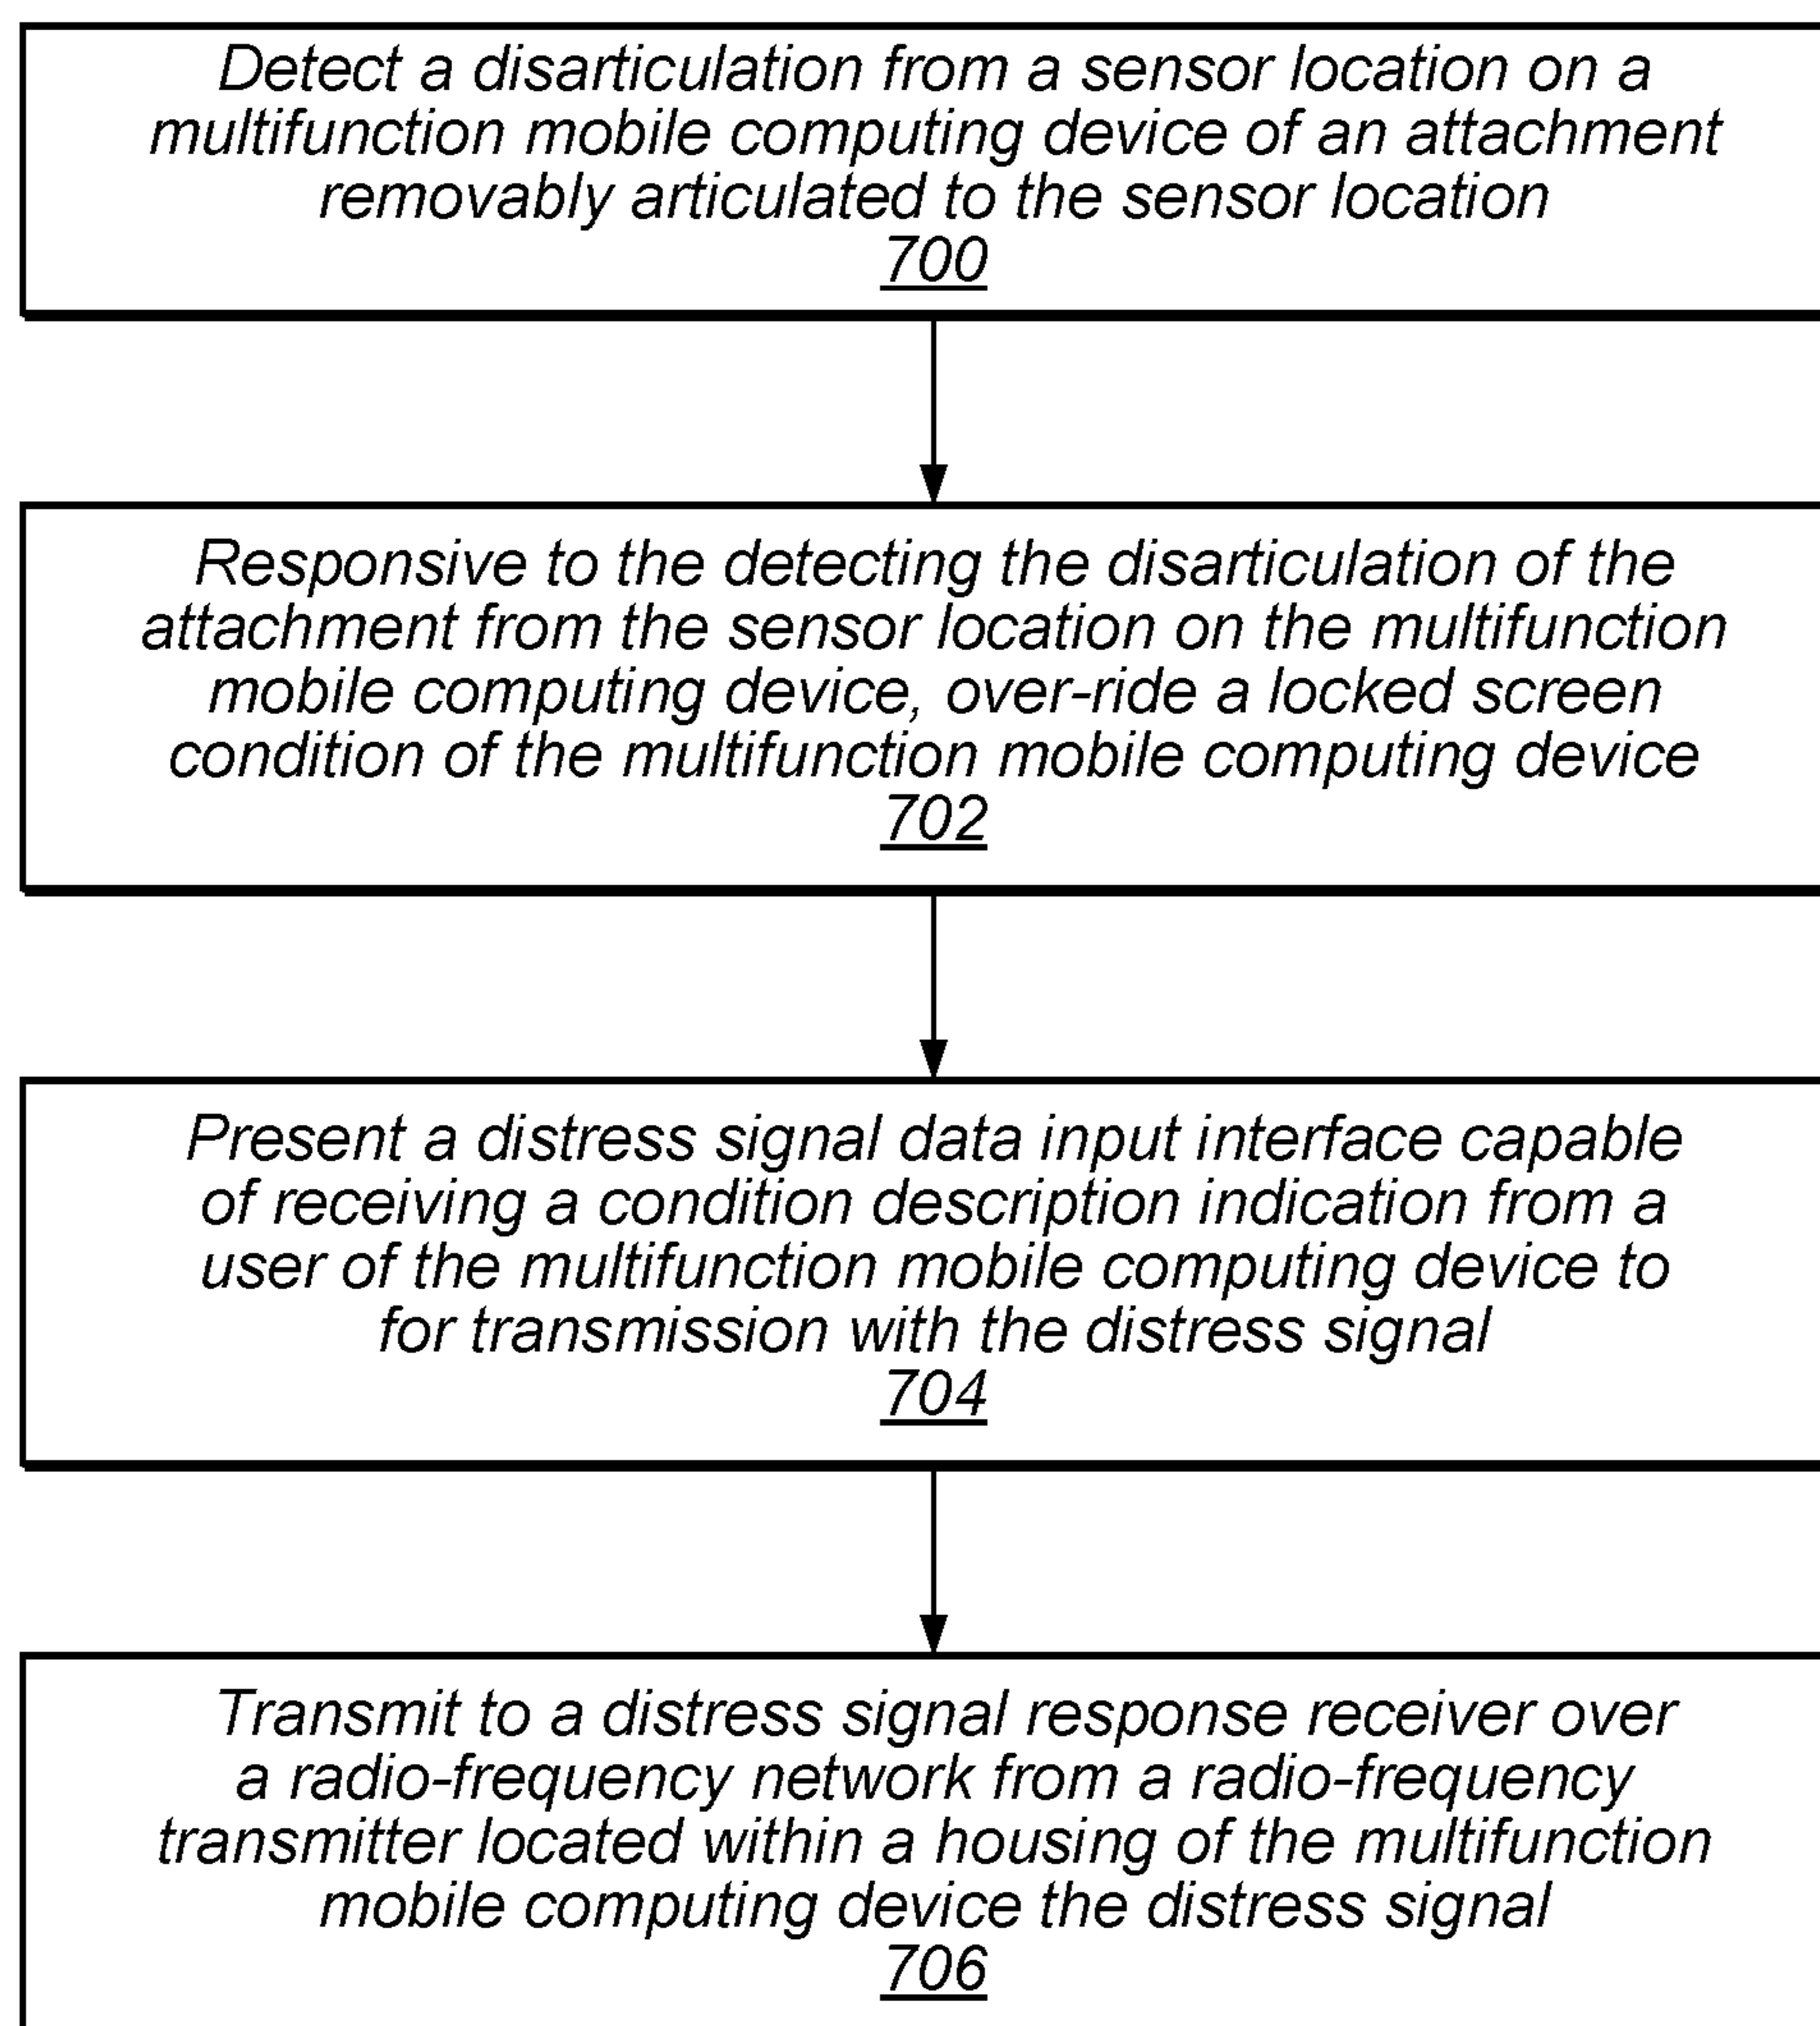 Detect a disarticulation from a sensor location on a
multifunction mobile computing device of an attachment
removably articulated to the sensor location
700
Responsive to the detecting the disarticulation of the
attachment from the sensor location on the multifunction
mobile computing device, over-ride a locked screen
condition of the multifunction mobile computing device
702
Present a distress signal data input interface capable
of receiving a condition description indication from a
user of the multifunction mobile computing device to
for transmission with the distress signal
704
Transmit to a distress signal response receiver over
a radio-frequency network from a radio-frequency
transmitter located within a housing of the multifunction
mobile computing device the distress signal
706